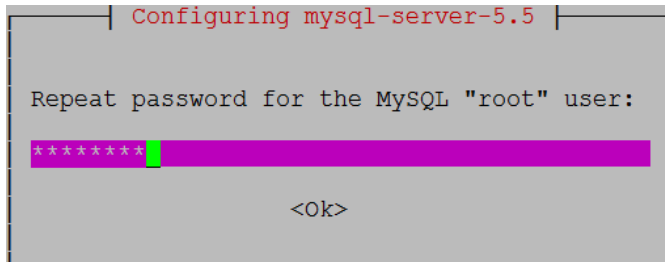 Configuring mysql-server-5.5
Repeat password for the MySQL "root" user:
********
<Ok>